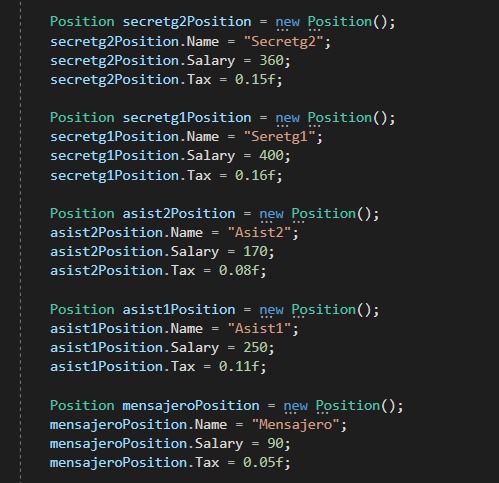 Position secretg2Position = new Position();
secretg2Position.Name = "Secretg2";
secretg2Position.Salary = 360;
secretg2Position.Tax = 0.15f;
Position secretg1Position = new Position();
secretg1Position.Name = "Seretg1";
secretg1Position.Salary = 400;
secretg1Position.Tax = 0.16f;
Position asist2Position = new Position();
asist2Position.Name = "Asist2";
asist2Position.Salary = 170;
asist2Position.Tax = 0.08f;
Position asist1Position = new Position();
asist1Position.Name = "Asist1";
asist1Position.Salary = 250;
asist1Position.Tax = 0.11f;
Position mensajeroPosition = new Position();
mensajeroPosition.Name = "Mensajero";
mensajeroPosition.Salary = 90;
mensajeroPosition.Tax = 0.05f;